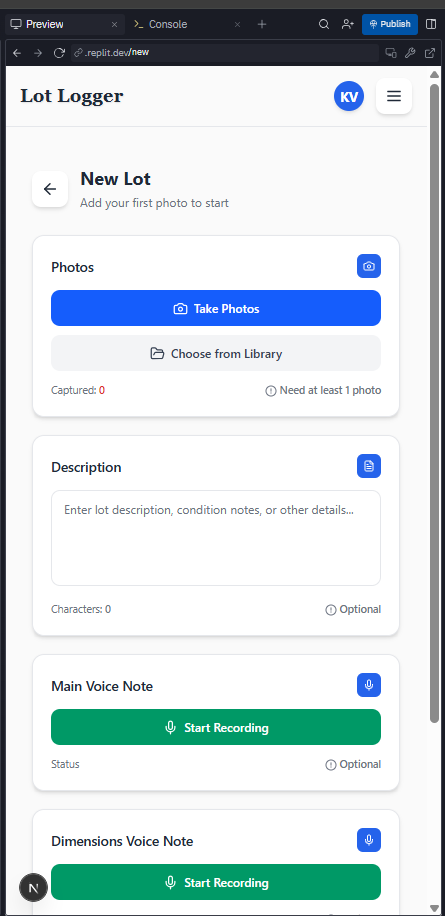 Preview
Console
Publish
.replit.dev/new
Lot Logger
KV
New Lot
Add your first photo to start
Photos
Take Photos
Choose from Library
Captured: 0
Need at least 1 photo
Description
Enter lot description, condition notes, or other details...
Characters: 0
Optional
Main Voice Note
Start Recording
Status
Optional
Dimensions Voice Note
Start Recording
N